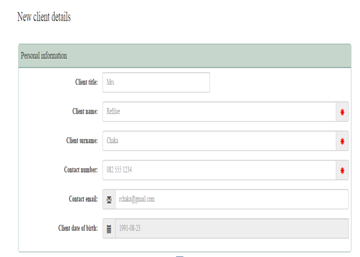 New client details
Personal information
Client title: Mrs
Client name: Refilwe
Client surname: Chaka
Contact number: 082 555 1234
Contact email: rchaka@gmail.com
Client date of birth: 1991-08-25